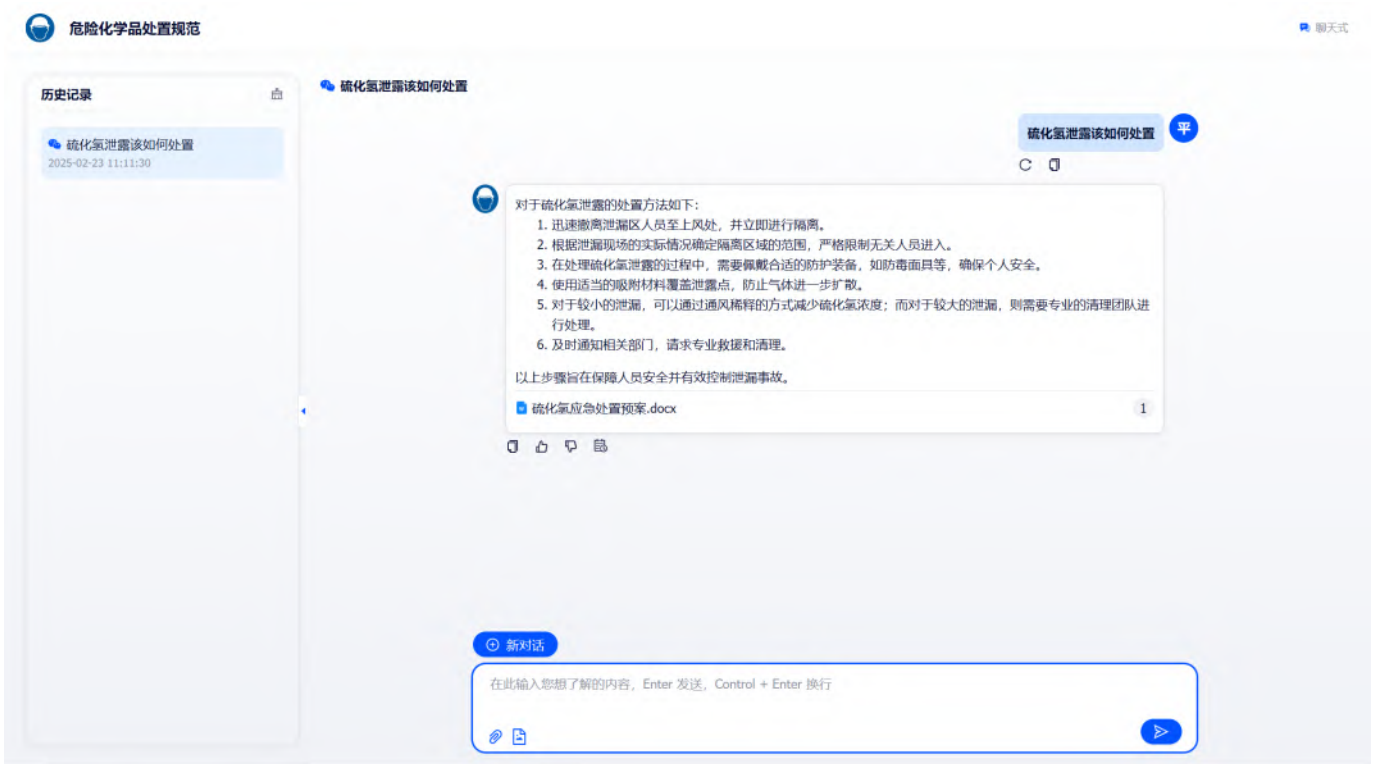 危险化学品处置规范
聊天式
历史记录
硫化氢泄露该如何处置
2025-02-23 11:11:30
硫化氢泄露该如何处置
硫化氢泄露该如何处置
平
对于硫化氢泄露的处置方法如下：
1. 迅速撤离泄漏区人员至上风处，并立即进行隔离。
2. 根据泄漏现场的实际情况确定隔离区域的范围，严格限制无关人员进入。
3. 在处理硫化氢泄露的过程中，需要佩戴合适的防护装备，如防毒面具等，确保个人安全。
4. 使用适当的吸附材料覆盖泄露点，防止气体进一步扩散。
5. 对于较小的泄漏，可以通过通风稀释的方式减少硫化氢浓度；而对于较大的泄漏，则需要专业的清理团队进
行处理。
6. 及时通知相关部门，请求专业救援和清理。
以上步骤旨在保障人员安全并有效控制泄漏事故。
硫化氢应急处置预案.docx
1
新对话
在此输入您想了解的内容，Enter 发送，Control + Enter 换行